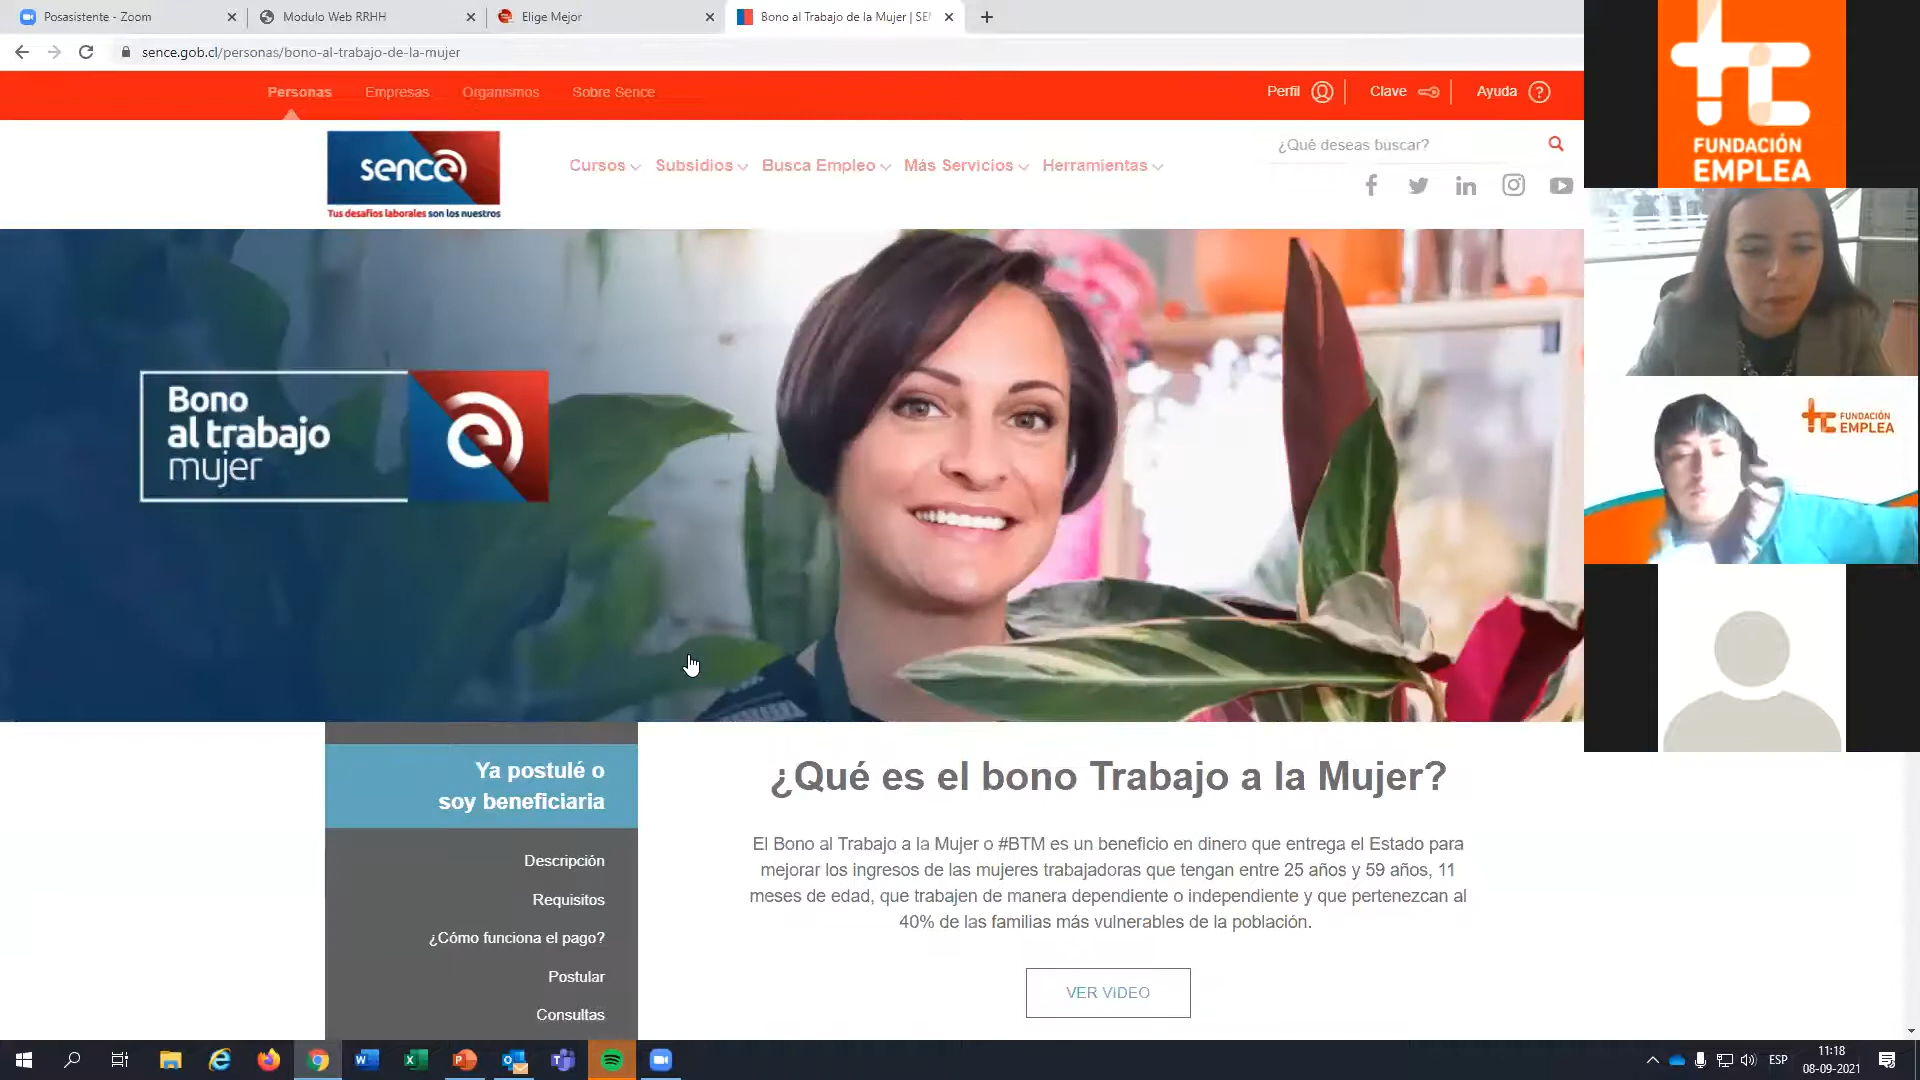 Posasistente - Zoom
Modulo Web RRHH
Elige Mejor
Bono al Trabajo de la Mujer | SEN
sence.gob.cl/personas/bono-al-trabajo-de-la-mujer
Personas
Empresas
Organismos
Sobre Sence
Perfil
Clave
Ayuda
sence
Tus desafíos laborales son los nuestros
Cursos
Subsidios
Busca Empleo
Más Servicios
Herramientas
¿Qué deseas buscar?
FUNDACIÓN
EMPLEA
FUNDACIÓN
EMPLEA
Bono
al trabajo
mujer
Ya postulé o
soy beneficiaria
Descripción
Requisitos
¿Cómo funciona el pago?
Postular
Consultas
¿Qué es el bono Trabajo a la Mujer?
El Bono al Trabajo a la Mujer o #BTM es un beneficio en dinero que entrega el Estado para
mejorar los ingresos de las mujeres trabajadoras que tengan entre 25 años y 59 años, 11
meses de edad, que trabajen de manera dependiente o independiente y que pertenezcan al
40% de las familias más vulnerables de la población.
VER VIDEO
ESP
11:18
08-09-2021